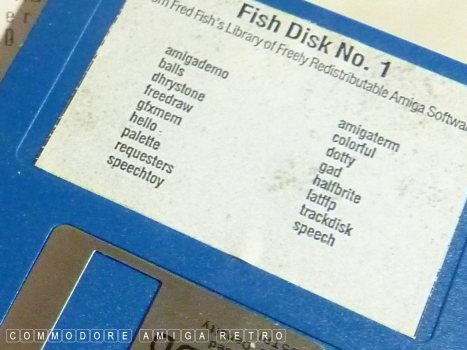 Fish Disk No. 1
om Fred Fish's Library of Freely Redistributable Amiga Softwa
amigademo
balls
dhrystone
freedraw
gfxmem
hello
palette
requesters
speechtoy
amigaterm
colorful
dotty
gad
halfbrite
fatffp
trackdisk
speech
COMMODORE AMIGA RETRO